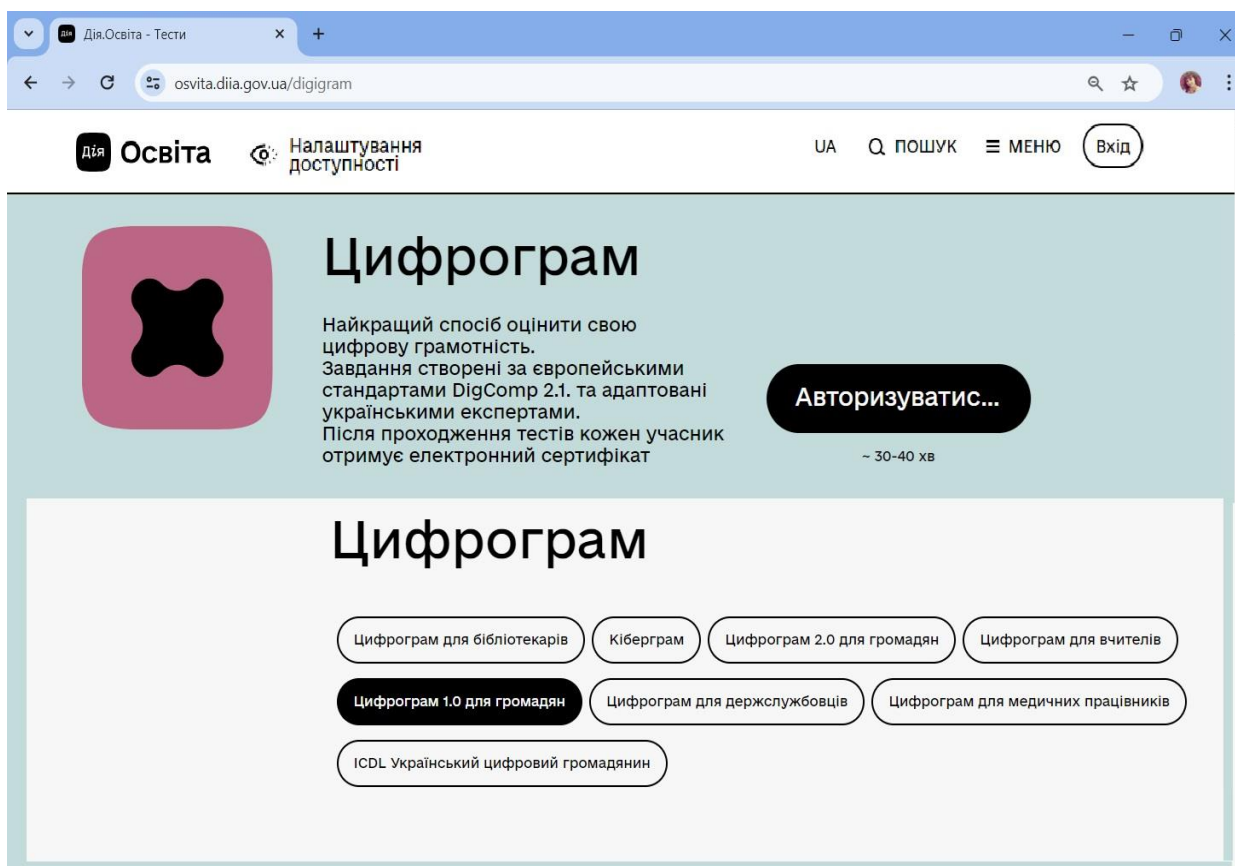 Дія.Освіта - Тести
osvita.diia.gov.ua/digigram
Дія Освіта
Налаштування
доступності
UA ПОШУК МЕНЮ Вхід
Цифрограм
Найкращий спосіб оцінити свою
цифрову грамотність.
Завдання створені за європейськими
стандартами DigComp 2.1. та адаптовані
українськими експертами.
Після проходження тестів кожен учасник
отримує електронний сертифікат
Авторизуватис...
~ 30-40 хв
Цифрограм
Цифрограм для бібліотекарів Кіберграм Цифрограм 2.0 для громадян Цифрограм для вчителів
Цифрограм 1.0 для громадян Цифрограм для держслужбовців Цифрограм для медичних працівників
ICDL Український цифровий громадянин